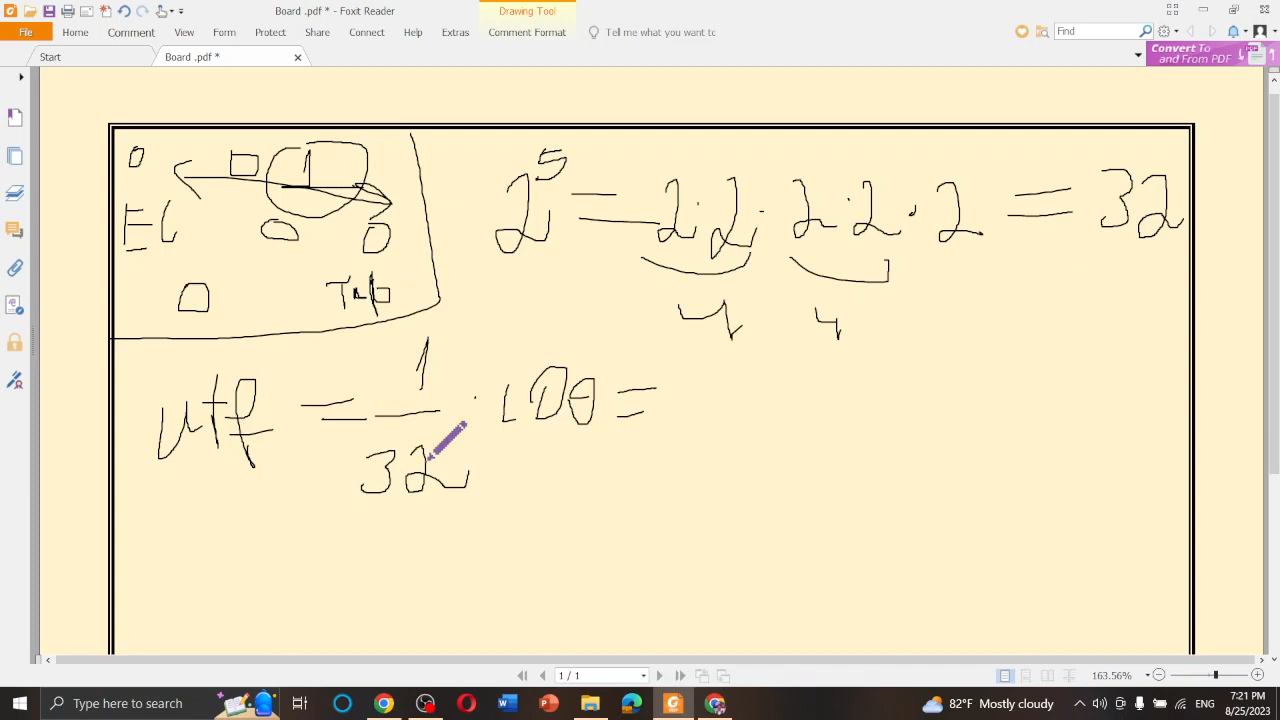 Board .pdf * - Foxit Reader
Drawing Tool
File
Home
Comment
View
Form
Protect
Share
Connect
Help
Extras
Comment Format
Tell me what you want to
Find
Start
Board .pdf *
Convert To
and From PDF
2^5 = 2·2·2·2·2 = 32
4 4
= 1/32 · 100 =
1 / 1
163.56%
Type here to search
82°F Mostly cloudy
ENG
7:21 PM
8/25/2023